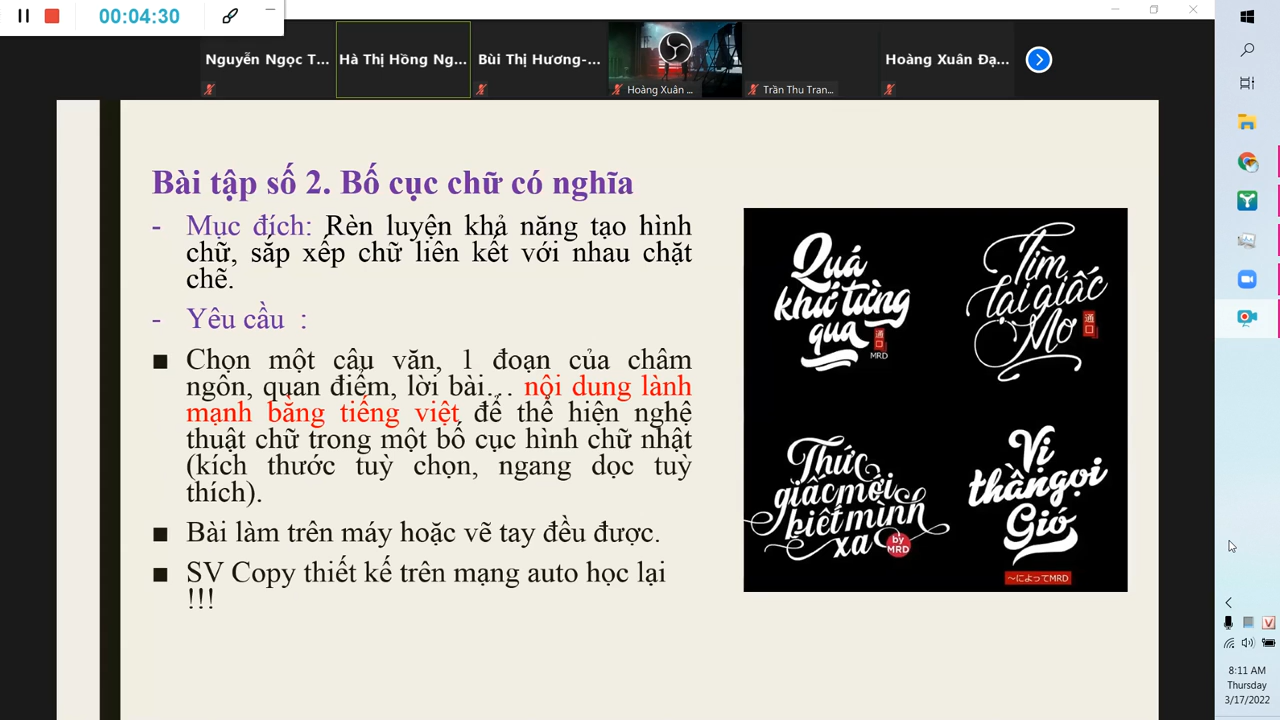 00:04:30
Nguyễn Ngọc T...
Hà Thị Hồng Ng...
Bùi Thị Hương-...
Hoàng Xuân ...
Trần Thu Tran...
Hoàng Xuân Đạ...
Bài tập số 2. Bố cục chữ có nghĩa
- Mục đích: Rèn luyện khả năng tạo hình
chữ, sắp xếp chữ liên kết với nhau chặt
chẽ.
- Yêu cầu :
■ Chọn một câu văn, 1 đoạn của châm
ngôn, quan điểm, lời bài… nội dung lành
mạnh bằng tiếng việt để thể hiện nghệ
thuật chữ trong một bố cục hình chữ nhật
(kích thước tuỳ chọn, ngang dọc tuỳ
thích).
■ Bài làm trên máy hoặc vẽ tay đều được.
■ SV Copy thiết kế trên mạng auto học lại
!!!
Quá
khứ từng
qua
通
口
MRD
Tìm
lại giấc
Mơ
通
口
Thức
giấc mới
biết mình
xa
by
MRD
Vị
thần gọi
Gió
～によってMRD
8:11 AM
Thursday
3/17/2022